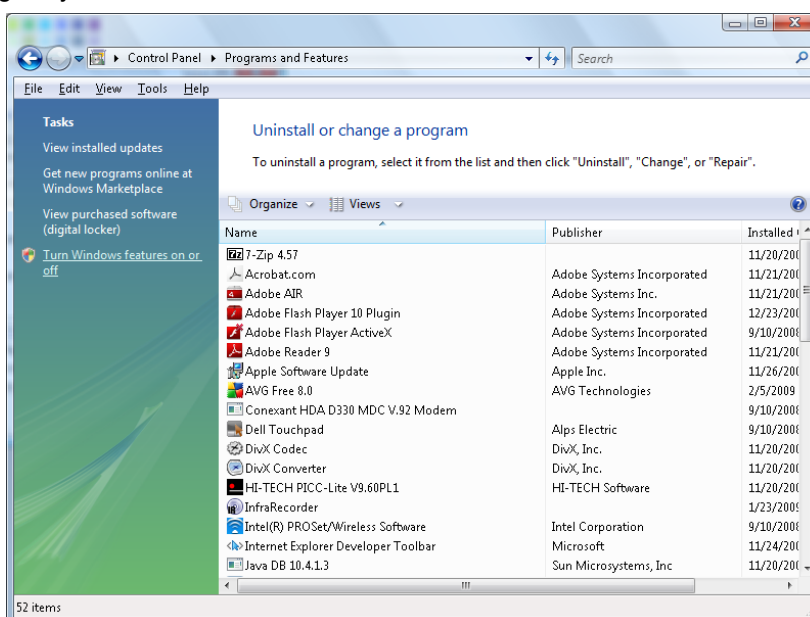 Control Panel
Programs and Features
Search
File Edit View Tools Help
Tasks
View installed updates
Get new programs online at
Windows Marketplace
View purchased software
(digital locker)
Turn Windows features on or
off
Uninstall or change a program
To uninstall a program, select it from the list and then click "Uninstall", "Change", or "Repair".
Organize Views
Name Publisher Installed
7-Zip 4.57 11/20/200
Acrobat.com Adobe Systems Incorporated 11/21/200
Adobe AIR Adobe Systems Inc. 11/21/200
Adobe Flash Player 10 Plugin Adobe Systems Incorporated 12/23/200
Adobe Flash Player ActiveX Adobe Systems Incorporated 9/10/2008
Adobe Reader 9 Adobe Systems Incorporated 11/21/200
Apple Software Update Apple Inc. 11/26/200
AVG Free 8.0 AVG Technologies 2/5/2009
Conexant HDA D330 MDC V.92 Modem 9/10/2008
Dell Touchpad Alps Electric 9/10/2008
DivX Codec DivX, Inc. 11/20/200
DivX Converter DivX, Inc. 11/20/200
HI-TECH PICC-Lite V9.60PL1 HI-TECH Software 11/20/200
InfraRecorder 1/23/2009
Intel(R) PROSet/Wireless Software Intel Corporation 9/10/2008
Internet Explorer Developer Toolbar Microsoft 11/24/200
Java DB 10.4.1.3 Sun Microsystems, Inc 11/20/200
52 items